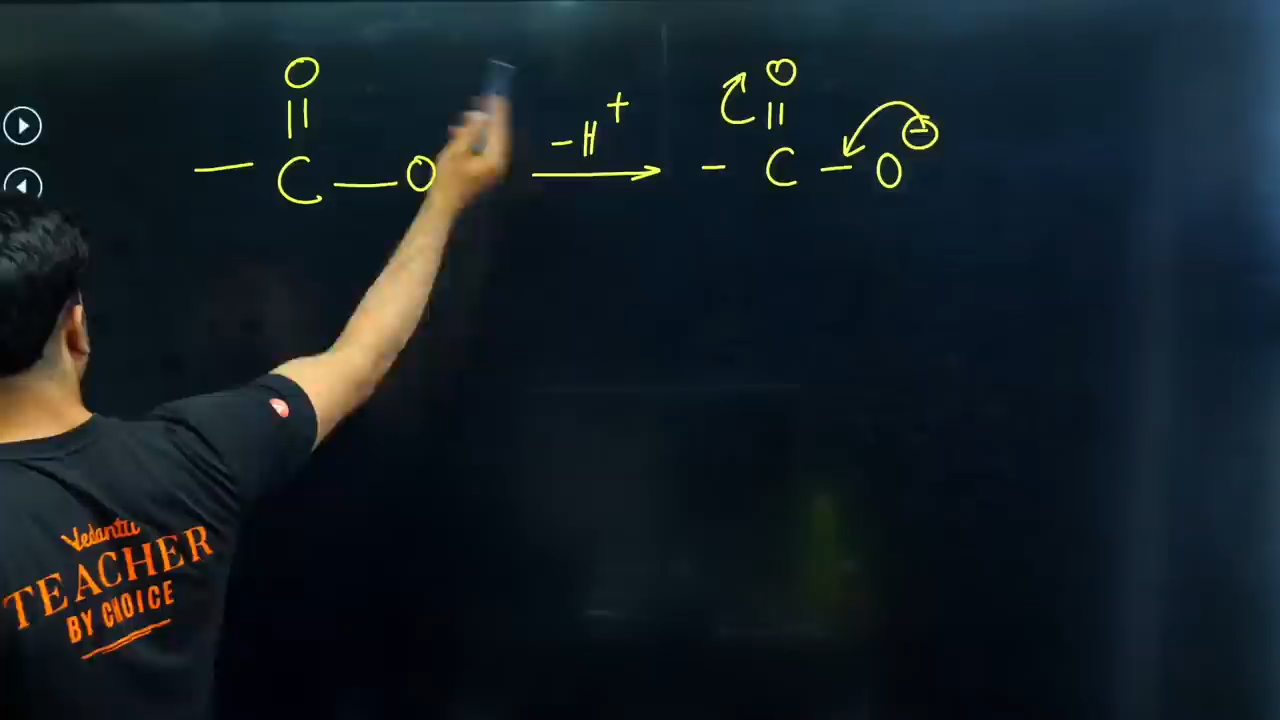 O O
|| - H + || ⊖
— C — O ⟶ - C — O
Vedantu
TEACHER
BY CHOICE